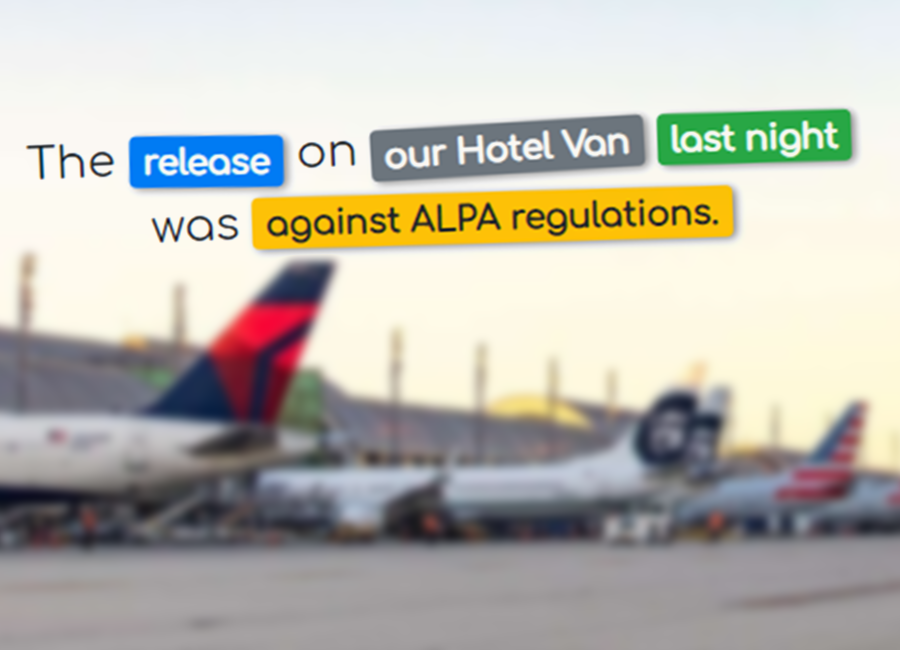 The release on our Hotel Van last night
was against ALPA regulations.